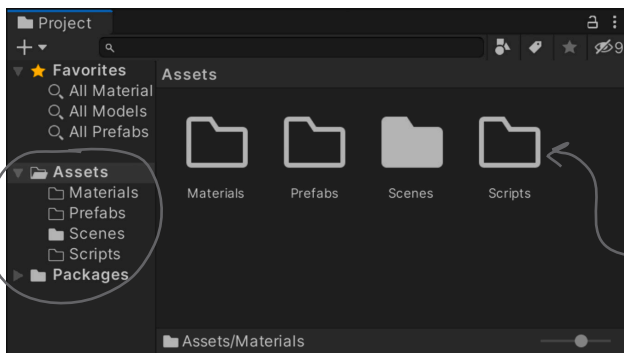 Project
9
Favorites
Assets
All Material
All Models
All Prefabs
Assets
Materials
Prefabs
Scenes
Scripts
Packages
Materials Prefabs Scenes Scripts
Assets/Materials